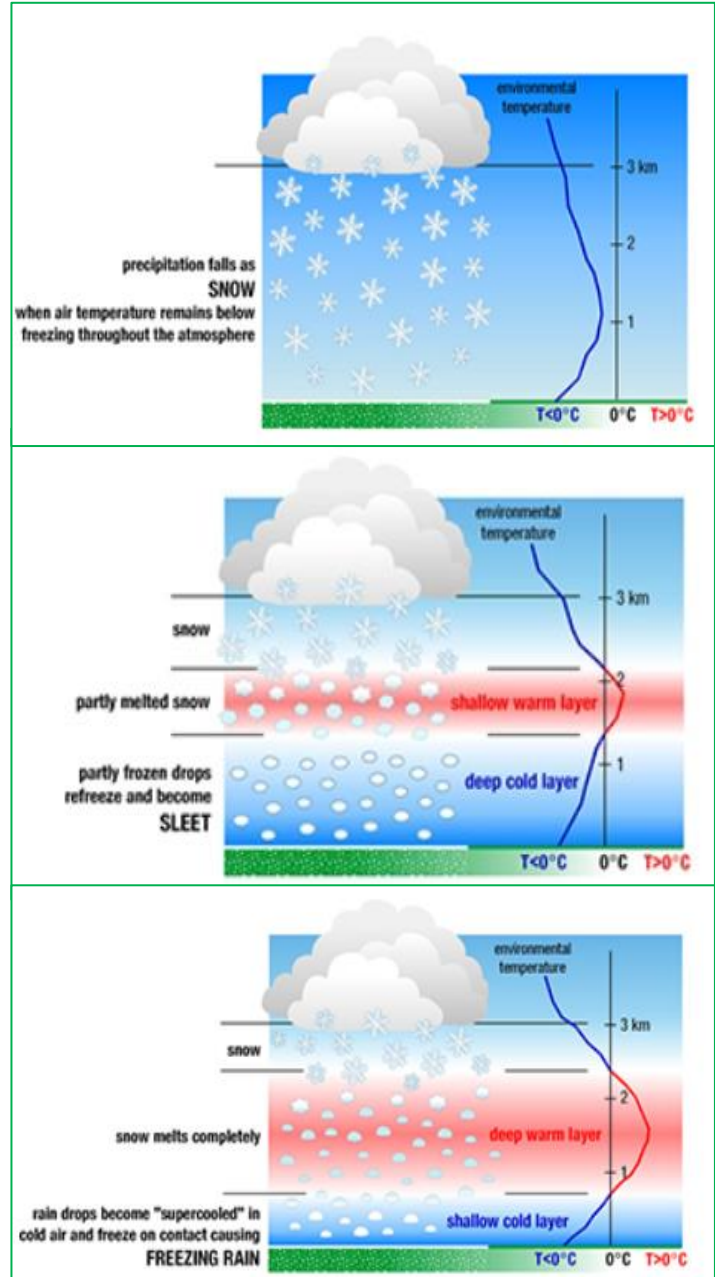 environmental
temperature
3 km
2
precipitation falls as
SNOW
when air temperature remains below
freezing throughout the atmosphere
1
T<0°C 0°C T>0°C
environmental
temperature
3 km
snow
2
partly melted snow
shallow warm layer
1
partly frozen drops
refreeze and become
SLEET
deep cold layer
T<0°C 0°C T>0°C
environmental
temperature
3 km
snow
2
snow melts completely
deep warm layer
1
rain drops become "supercooled" in
cold air and freeze on contact causing
FREEZING RAIN
shallow cold layer
T<0°C 0°C T>0°C